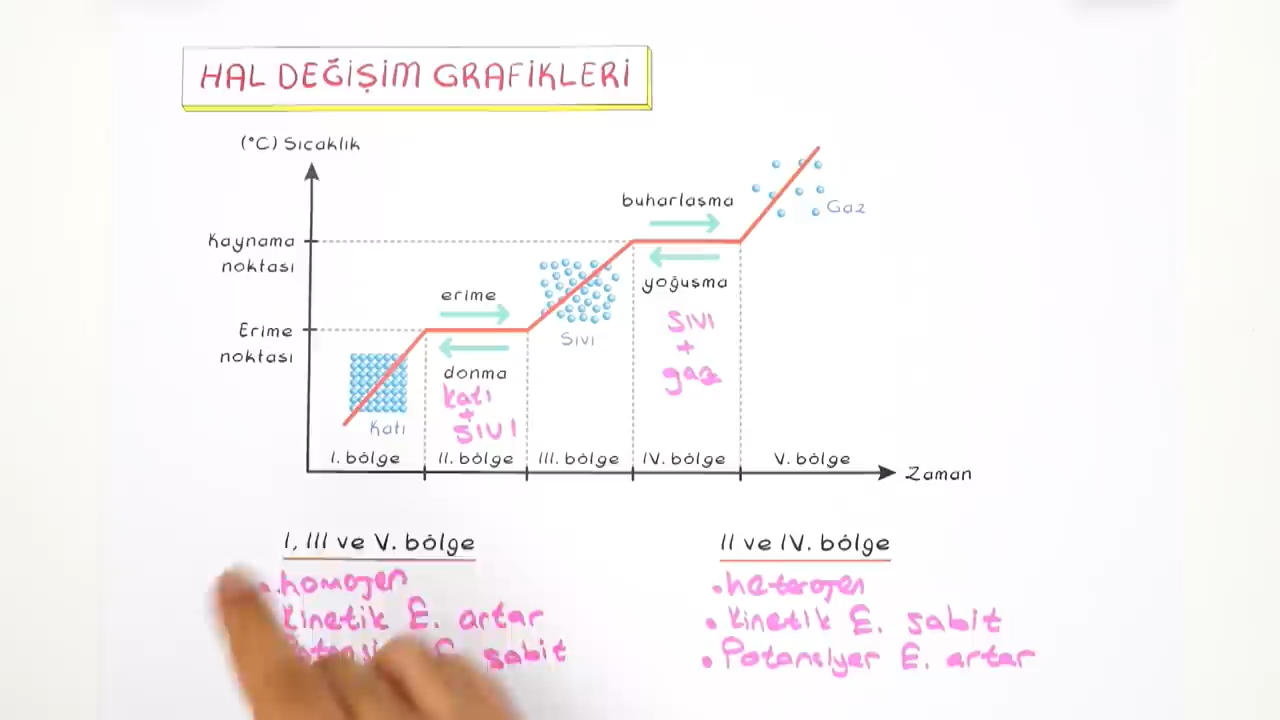 HAL DEĞİŞİM GRAFİKLERİ
(°C) Sıcaklık
buharlaşma
Gaz
Kaynama
noktası
yoğuşma
erime
Sıvı
sıvı
+
gaz
Erime
noktası
donma
katı
+
sıvı
Katı
I. bölge
II. bölge
III. bölge
IV. bölge
V. bölge
Zaman
I, III ve V. bölge
• homojen
Kinetik E. artar
sabit
II ve IV. bölge
• heterojen
• Kinetik E. sabit
• Potansiyel E. artar